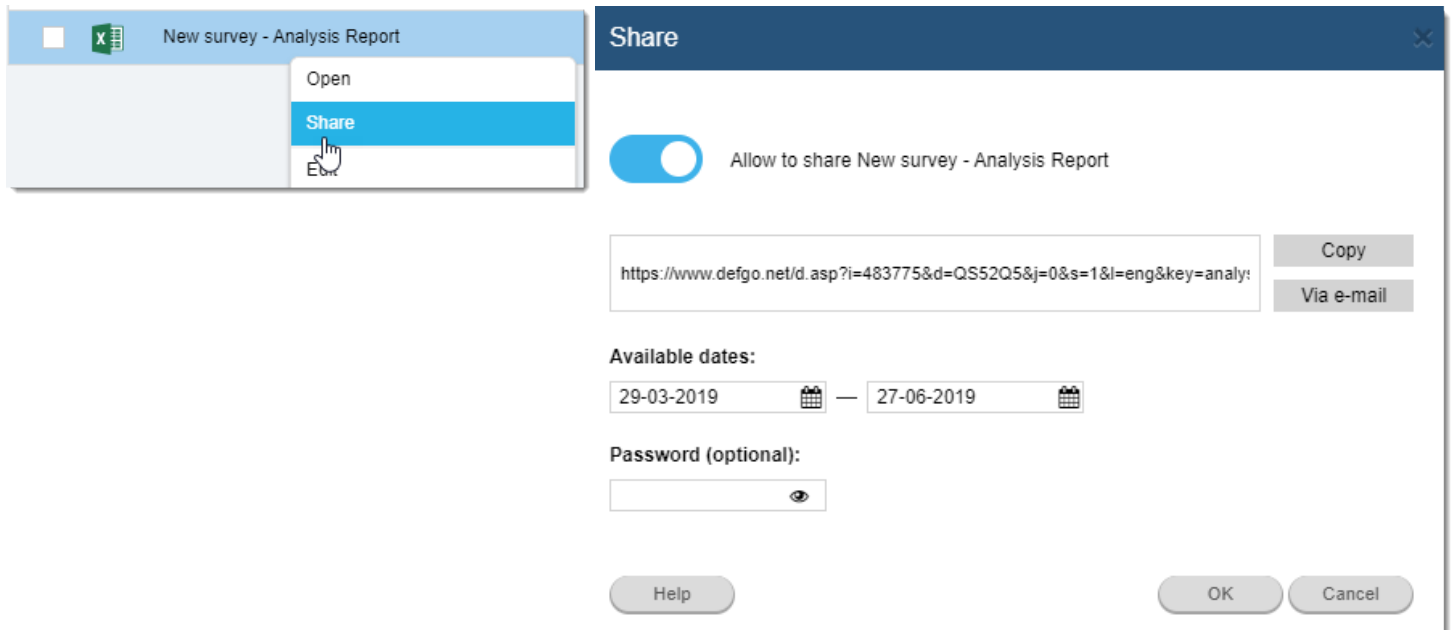 New survey - Analysis Report
Open
Share
Share
Allow to share New survey - Analysis Report
https://www.defgo.net/d.asp?i=483775&d=QS52Q5&j=0&s=1&l=eng&key=analys
Copy
Via e-mail
Available dates:
29-03-2019 — 27-06-2019
Password (optional):
Help
OK
Cancel